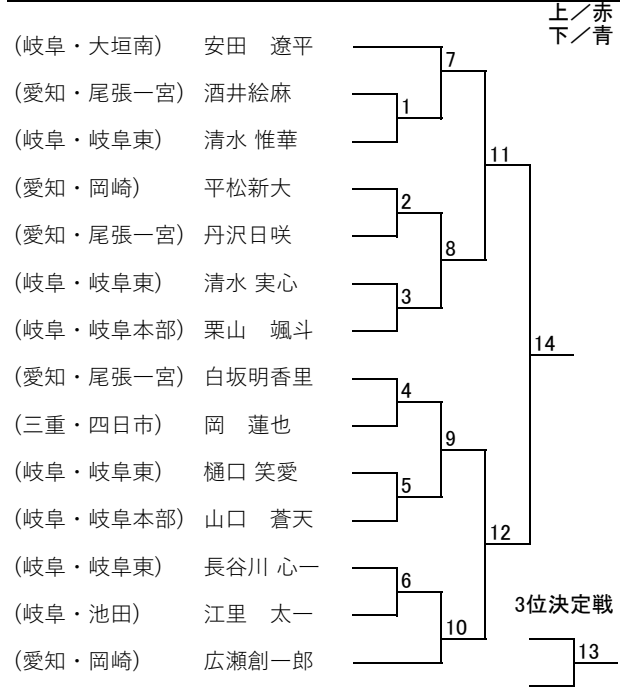 上／赤
下／青
(岐阜・大垣南) 安田　遼平
(愛知・尾張一宮) 酒井絵麻
(岐阜・岐阜東) 清水 惟華
(愛知・岡崎) 平松新大
(愛知・尾張一宮) 丹沢日咲
(岐阜・岐阜東) 清水 実心
(岐阜・岐阜本部) 栗山　颯斗
(愛知・尾張一宮) 白坂明香里
(三重・四日市) 岡　蓮也
(岐阜・岐阜東) 樋口 笑愛
(岐阜・岐阜本部) 山口　蒼天
(岐阜・岐阜東) 長谷川 心一
(岐阜・池田) 江里　太一
(愛知・岡崎) 広瀬創一郎
1
2
3
4
5
6
7
8
9
10
11
12
14
3位決定戦
13